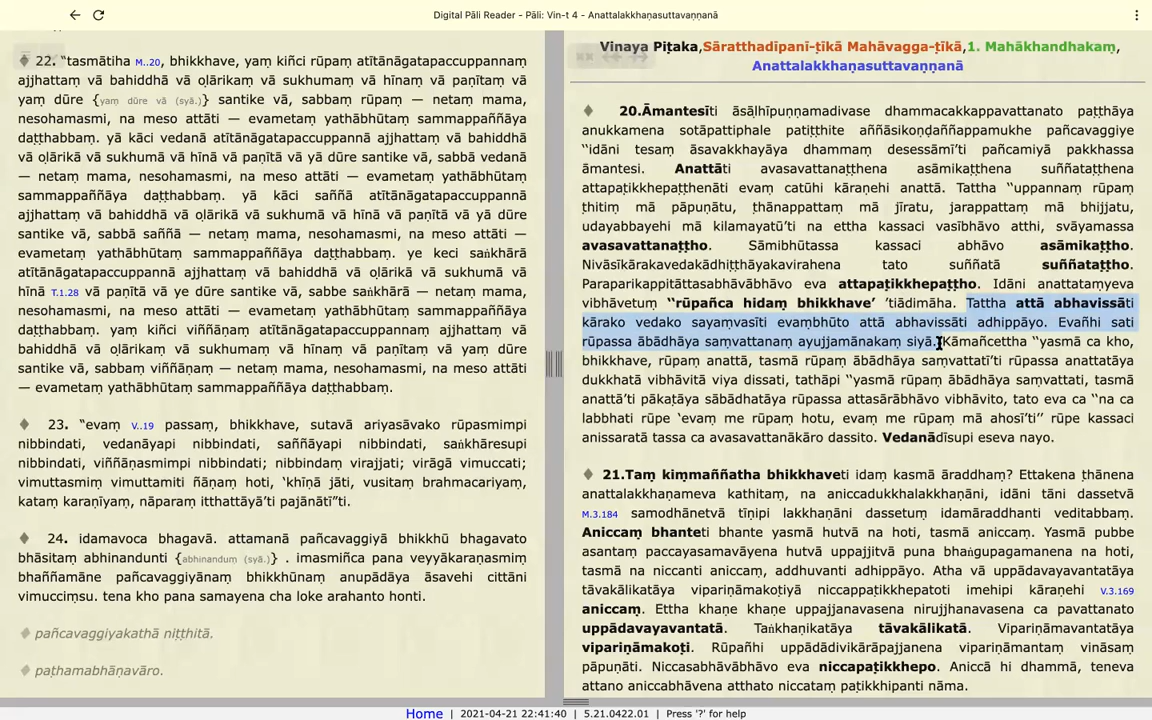 Digital Pāli Reader - Pāli: Vin-t 4 - Anattalakkhaṇasuttavaṇṇanā
22. “tasmātiha M..20, bhikkhave, yaṃ kiñci rūpaṃ atītānāgatapaccuppannaṃ
ajjhattaṃ vā bahiddhā vā oḷārikaṃ vā sukhumaṃ vā hīnaṃ vā paṇītaṃ vā
yaṃ dūre {yaṃ dūre vā (syā.)} santike vā, sabbaṃ rūpaṃ — netaṃ mama,
nesohamasmi, na meso attāti — evametaṃ yathābhūtaṃ sammappaññāya
daṭṭhabbaṃ. yā kāci vedanā atītānāgatapaccuppannā ajjhattaṃ vā bahiddhā
vā oḷārikā vā sukhumā vā hīnā vā paṇītā vā yā dūre santike vā, sabbā vedanā
— netaṃ mama, nesohamasmi, na meso attāti — evametaṃ yathābhūtaṃ
sammappaññāya daṭṭhabbaṃ. yā kāci saññā atītānāgatapaccuppannā
ajjhattaṃ vā bahiddhā vā oḷārikā vā sukhumā vā hīnā vā paṇītā vā yā dūre
santike vā, sabbā saññā — netaṃ mama, nesohamasmi, na meso attāti —
evametaṃ yathābhūtaṃ sammappaññāya daṭṭhabbaṃ. ye keci saṅkhārā
atītānāgatapaccuppannā ajjhattaṃ vā bahiddhā vā oḷārikā vā sukhumā vā
hīnā T.1.28 vā paṇītā vā ye dūre santike vā, sabbe saṅkhārā — netaṃ mama,
nesohamasmi, na meso attāti — evametaṃ yathābhūtaṃ sammappaññāya
daṭṭhabbaṃ. yaṃ kiñci viññāṇaṃ atītānāgatapaccuppannaṃ ajjhattaṃ vā
bahiddhā vā oḷārikaṃ vā sukhumaṃ vā hīnaṃ vā paṇītaṃ vā yaṃ dūre
santike vā, sabbaṃ viññāṇaṃ — netaṃ mama, nesohamasmi, na meso attāti
— evametaṃ yathābhūtaṃ sammappaññāya daṭṭhabbaṃ.
23. “evaṃ V..19 passaṃ, bhikkhave, sutavā ariyasāvako rūpasmimpi
nibbindati, vedanāyapi nibbindati, saññāyapi nibbindati, saṅkhāresupi
nibbindati, viññāṇasmimpi nibbindati; nibbindaṃ virajjati; virāgā vimuccati;
vimuttasmiṃ vimuttamiti ñāṇaṃ hoti, ‘khīṇā jāti, vusitaṃ brahmacariyaṃ,
kataṃ karaṇīyaṃ, nāparaṃ itthattāyā’ti pajānātī”ti.
24. idamavoca bhagavā. attamanā pañcavaggiyā bhikkhū bhagavato
bhāsitaṃ abhinandunti {abhinanduṃ (syā.)} . imasmiñca pana veyyākaraṇasmiṃ
bhaññamāne pañcavaggiyānaṃ bhikkhūnaṃ anupādāya āsavehi cittāni
vimucciṃsu. tena kho pana samayena cha loke arahanto honti.
pañcavaggiyakathā niṭṭhitā.
paṭhamabhāṇavāro.
Vinaya Piṭaka,Sāratthadīpanī-ṭīkā Mahāvagga-ṭīkā,1. Mahākhandhakaṃ,
Anattalakkhaṇasuttavaṇṇanā
20.Āmantesīti āsāḷhīpuṇṇamadivase dhammacakkappavattanato paṭṭhāya
anukkamena sotāpattiphale patiṭṭhite aññāsikoṇḍaññappamukhe pañcavaggiye
“idāni tesaṃ āsavakkhayāya dhammaṃ desessāmī’ti pañcamiyā pakkhassa
āmantesi. Anattāti avasavattanaṭṭhena asāmikaṭṭhena suññataṭṭhena
attapaṭikkhepaṭṭhenāti evaṃ catūhi kāraṇehi anattā. Tattha “uppannaṃ rūpaṃ
ṭhitiṃ mā pāpuṇātu, ṭhānappattaṃ mā jīratu, jarappattaṃ mā bhijjatu,
udayabbayehi mā kilamayatū’ti na ettha kassaci vasībhāvo atthi, svāyamassa
avasavattanaṭṭho. Sāmibhūtassa kassaci abhāvo asāmikaṭṭho.
Nivāsīkārakavedakādhiṭṭhāyakavirahena tato suññatā suññataṭṭho.
Paraparikappitāttasabhāvābhāvo eva attapaṭikkhepaṭṭho. Idāni anattataṃyeva
vibhāvetuṃ “rūpañca hidaṃ bhikkhave’ ’tiādimāha. Tattha attā abhavissāti
kārako vedako sayaṃvasīti evaṃbhūto attā abhavissāti adhippāyo. Evañhi sati
rūpassa ābādhāya saṃvattanaṃ ayujjamānakaṃ siyā. Kāmañcettha “yasmā ca kho,
bhikkhave, rūpaṃ anattā, tasmā rūpaṃ ābādhāya saṃvattatī’ti rūpassa anattatāya
dukkhatā vibhāvitā viya dissati, tathāpi “yasmā rūpaṃ ābādhāya saṃvattati, tasmā
anattā’ti pākaṭāya sābādhatāya rūpassa attasārābhāvo vibhāvito, tato eva ca “na ca
labbhati rūpe ‘evaṃ me rūpaṃ hotu, evaṃ me rūpaṃ mā ahosī’ti” rūpe kassaci
anissaratā tassa ca avasavattanākāro dassito. Vedanādīsupi eseva nayo.
21.Taṃ kiṃmaññatha bhikkhaveti idaṃ kasmā āraddhaṃ? Ettakena ṭhānena
anattalakkhaṇameva kathitaṃ, na aniccadukkhalakkhaṇāni, idāni tāni dassetvā
M.3.184 samodhānetvā tīṇipi lakkhaṇāni dassetuṃ idamāraddhanti veditabbaṃ.
Aniccaṃ bhanteti bhante yasmā hutvā na hoti, tasmā aniccaṃ. Yasmā pubbe
asantaṃ paccayasamavāyena hutvā uppajjitvā puna bhaṅgupagamanena na hoti,
tasmā na niccanti aniccaṃ, addhuvanti adhippāyo. Atha vā uppādavayavantatāya
tāvakālikatāya vipariṇāmakoṭiyā niccappaṭikkhepatoti imehipi kāraṇehi V.3.169
aniccaṃ. Ettha khaṇe khaṇe uppajjanavasena nirujjhanavasena ca pavattanato
uppādavayavantatā. Taṅkhaṇikatāya tāvakālikatā. Vipariṇāmavantatāya
vipariṇāmakoṭi. Rūpañhi uppādādivikārāpajjanena vipariṇāmantaṃ vināsaṃ
pāpuṇāti. Niccasabhāvābhāvo eva niccapaṭikkhepo. Aniccā hi dhammā, teneva
attano aniccabhāvena atthato niccataṃ paṭikkhipanti nāma.
Home | 2021-04-21 22:41:40 | 5.21.0422.01 | Press '?' for help